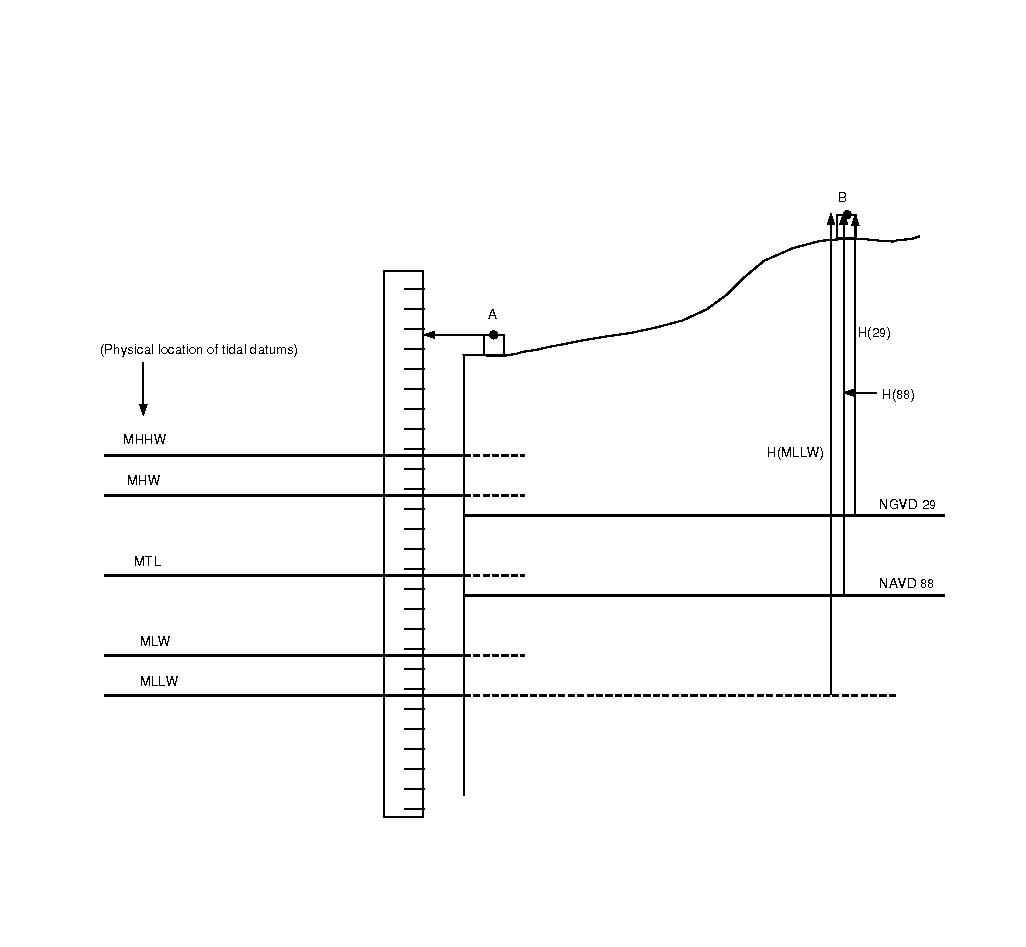 B
A
H(29)
(Physical location of tidal datums)
H(88)
MHHW
H(MLLW)
MHW
NGVD 29
MTL
NAVD 88
MLW
MLLW